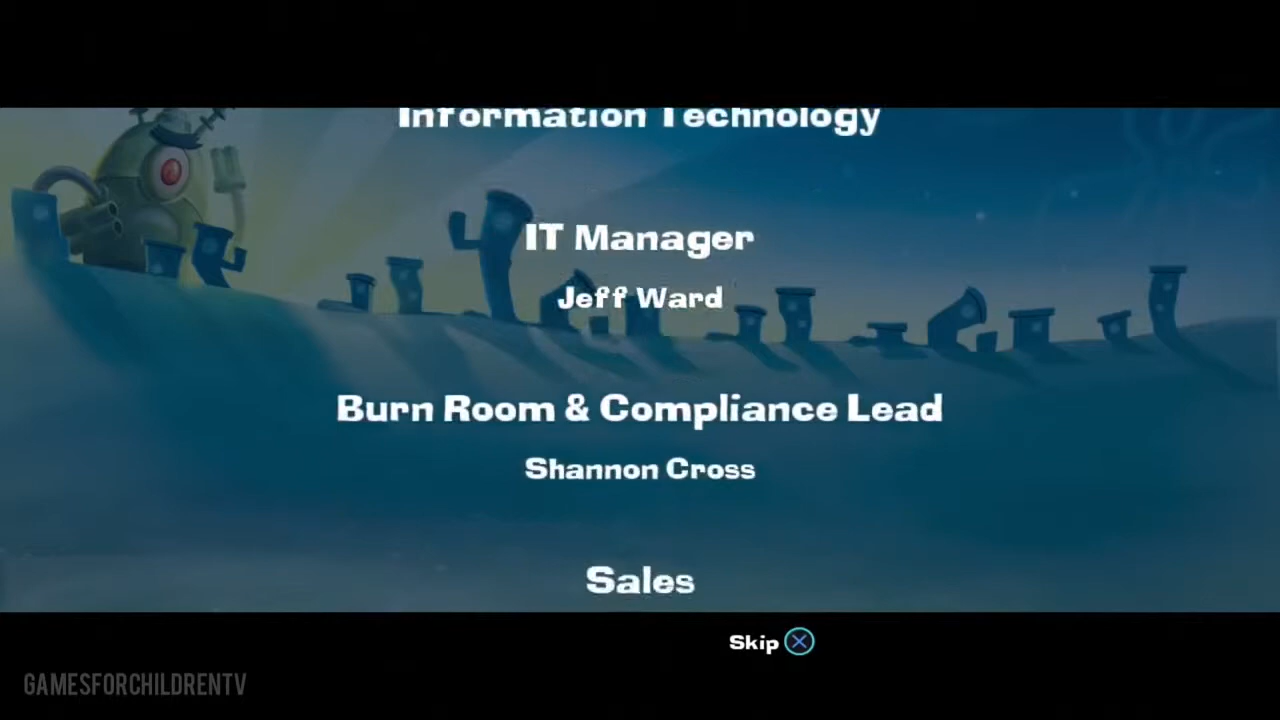 Information Technology
IT Manager
Jeff Ward
Burn Room & Compliance Lead
Shannon Cross
Sales
Skip
GAMESFORCHILDRENTV